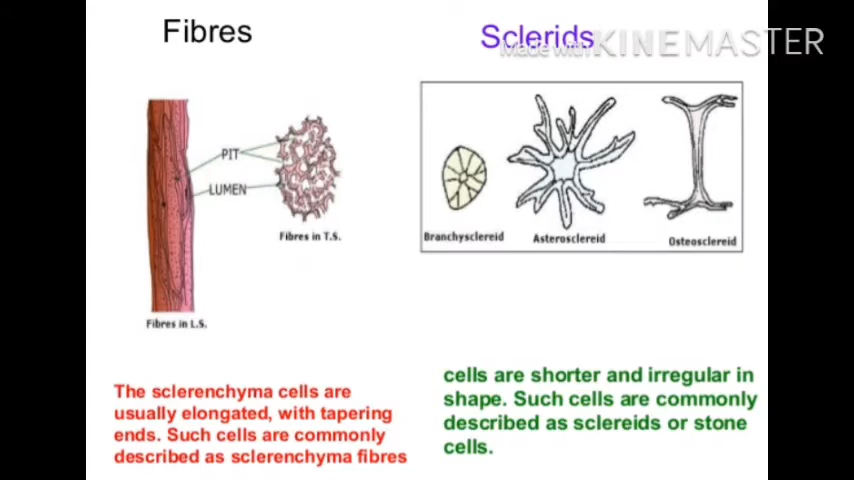 Fibres
Sclerids
Made with KINEMASTER
PIT
LUMEN
Fibres in T.S.
Fibres in L.S.
Branchysclereid
Asterosclereid
Osteosclereid
The sclerenchyma cells are
usually elongated, with tapering
ends. Such cells are commonly
described as sclerenchyma fibres
cells are shorter and irregular in
shape. Such cells are commonly
described as sclereids or stone
cells.